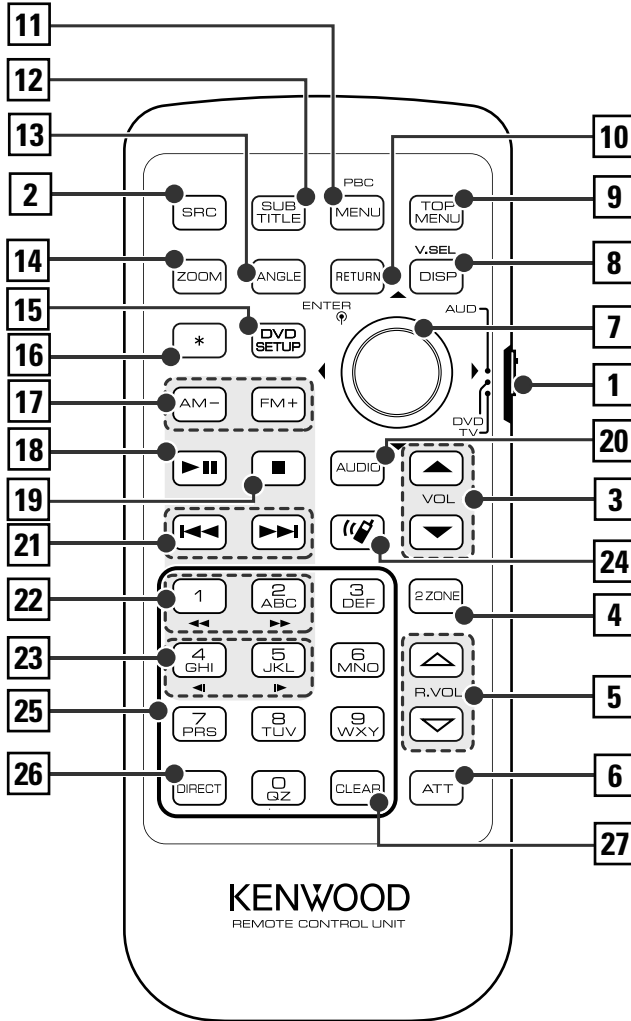 11
12
13
10
PBC
2
SRC
SUB
TITLE
MENU
TOP
MENU
9
V.SEL
14
ZOOM
ANGLE
RETURN
DISP
8
15
ENTER
AUD
7
16
*
DVD
SETUP
1
17
AM−
FM+
DVD
TV
18
AUDIO
20
19
VOL
3
21
24
22
1
2
ABC
3
DEF
2 ZONE
4
23
4
GHI
5
JKL
6
MNO
R.VOL
5
25
7
PRS
8
TUV
9
WXY
26
DIRECT
0
QZ
CLEAR
ATT
6
27
KENWOOD
REMOTE CONTROL UNIT